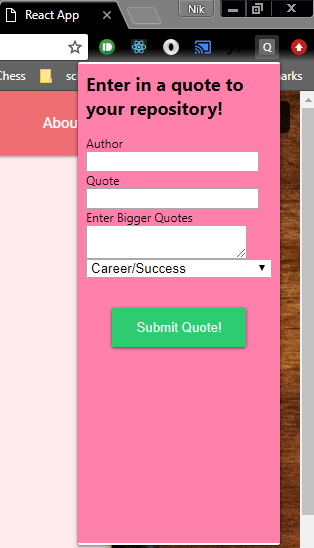 Nik
React App
Q
Chess
sc
arks
Abou
Enter in a quote to
your repository!
Author
Quote
Enter Bigger Quotes
Career/Success
Submit Quote!